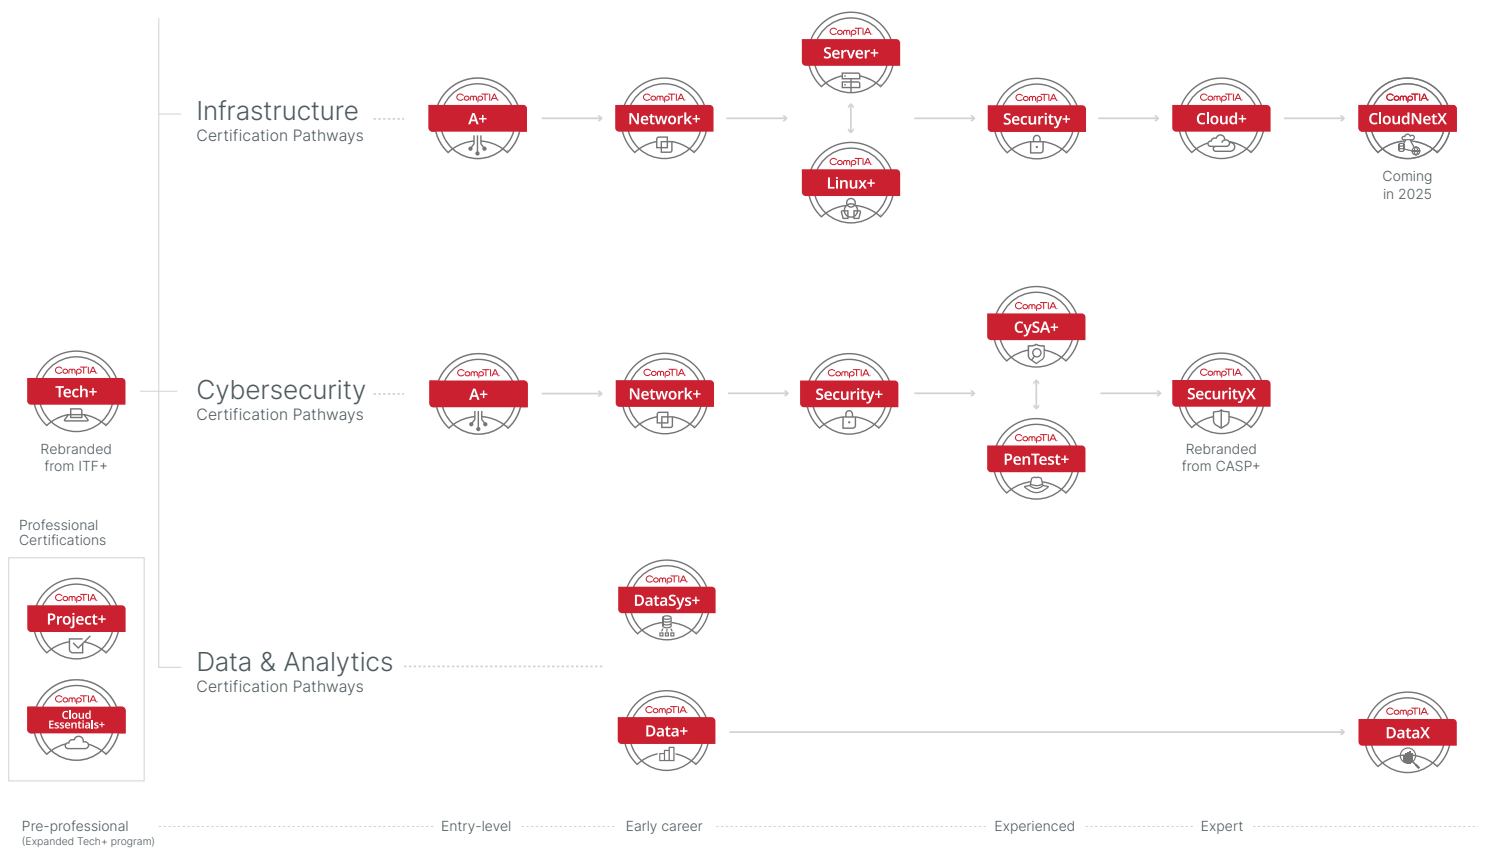 Infrastructure
Certification Pathways
CompTIA
A+
CompTIA
Network+
CompTIA
Server+
CompTIA
Linux+
CompTIA
Security+
CompTIA
Cloud+
CompTIA
CloudNetX
Coming
in 2025
CompTIA
Tech+
Rebranded
from ITF+
Cybersecurity
Certification Pathways
CompTIA
A+
CompTIA
Network+
CompTIA
Security+
CompTIA
CySA+
CompTIA
PenTest+
CompTIA
SecurityX
Rebranded
from CASP+
Professional
Certifications
CompTIA
Project+
CompTIA
Cloud
Essentials+
Data & Analytics
Certification Pathways
CompTIA
DataSys+
CompTIA
Data+
CompTIA
DataX
Pre-professional
(Expanded Tech+ program)
Entry-level
Early career
Experienced
Expert